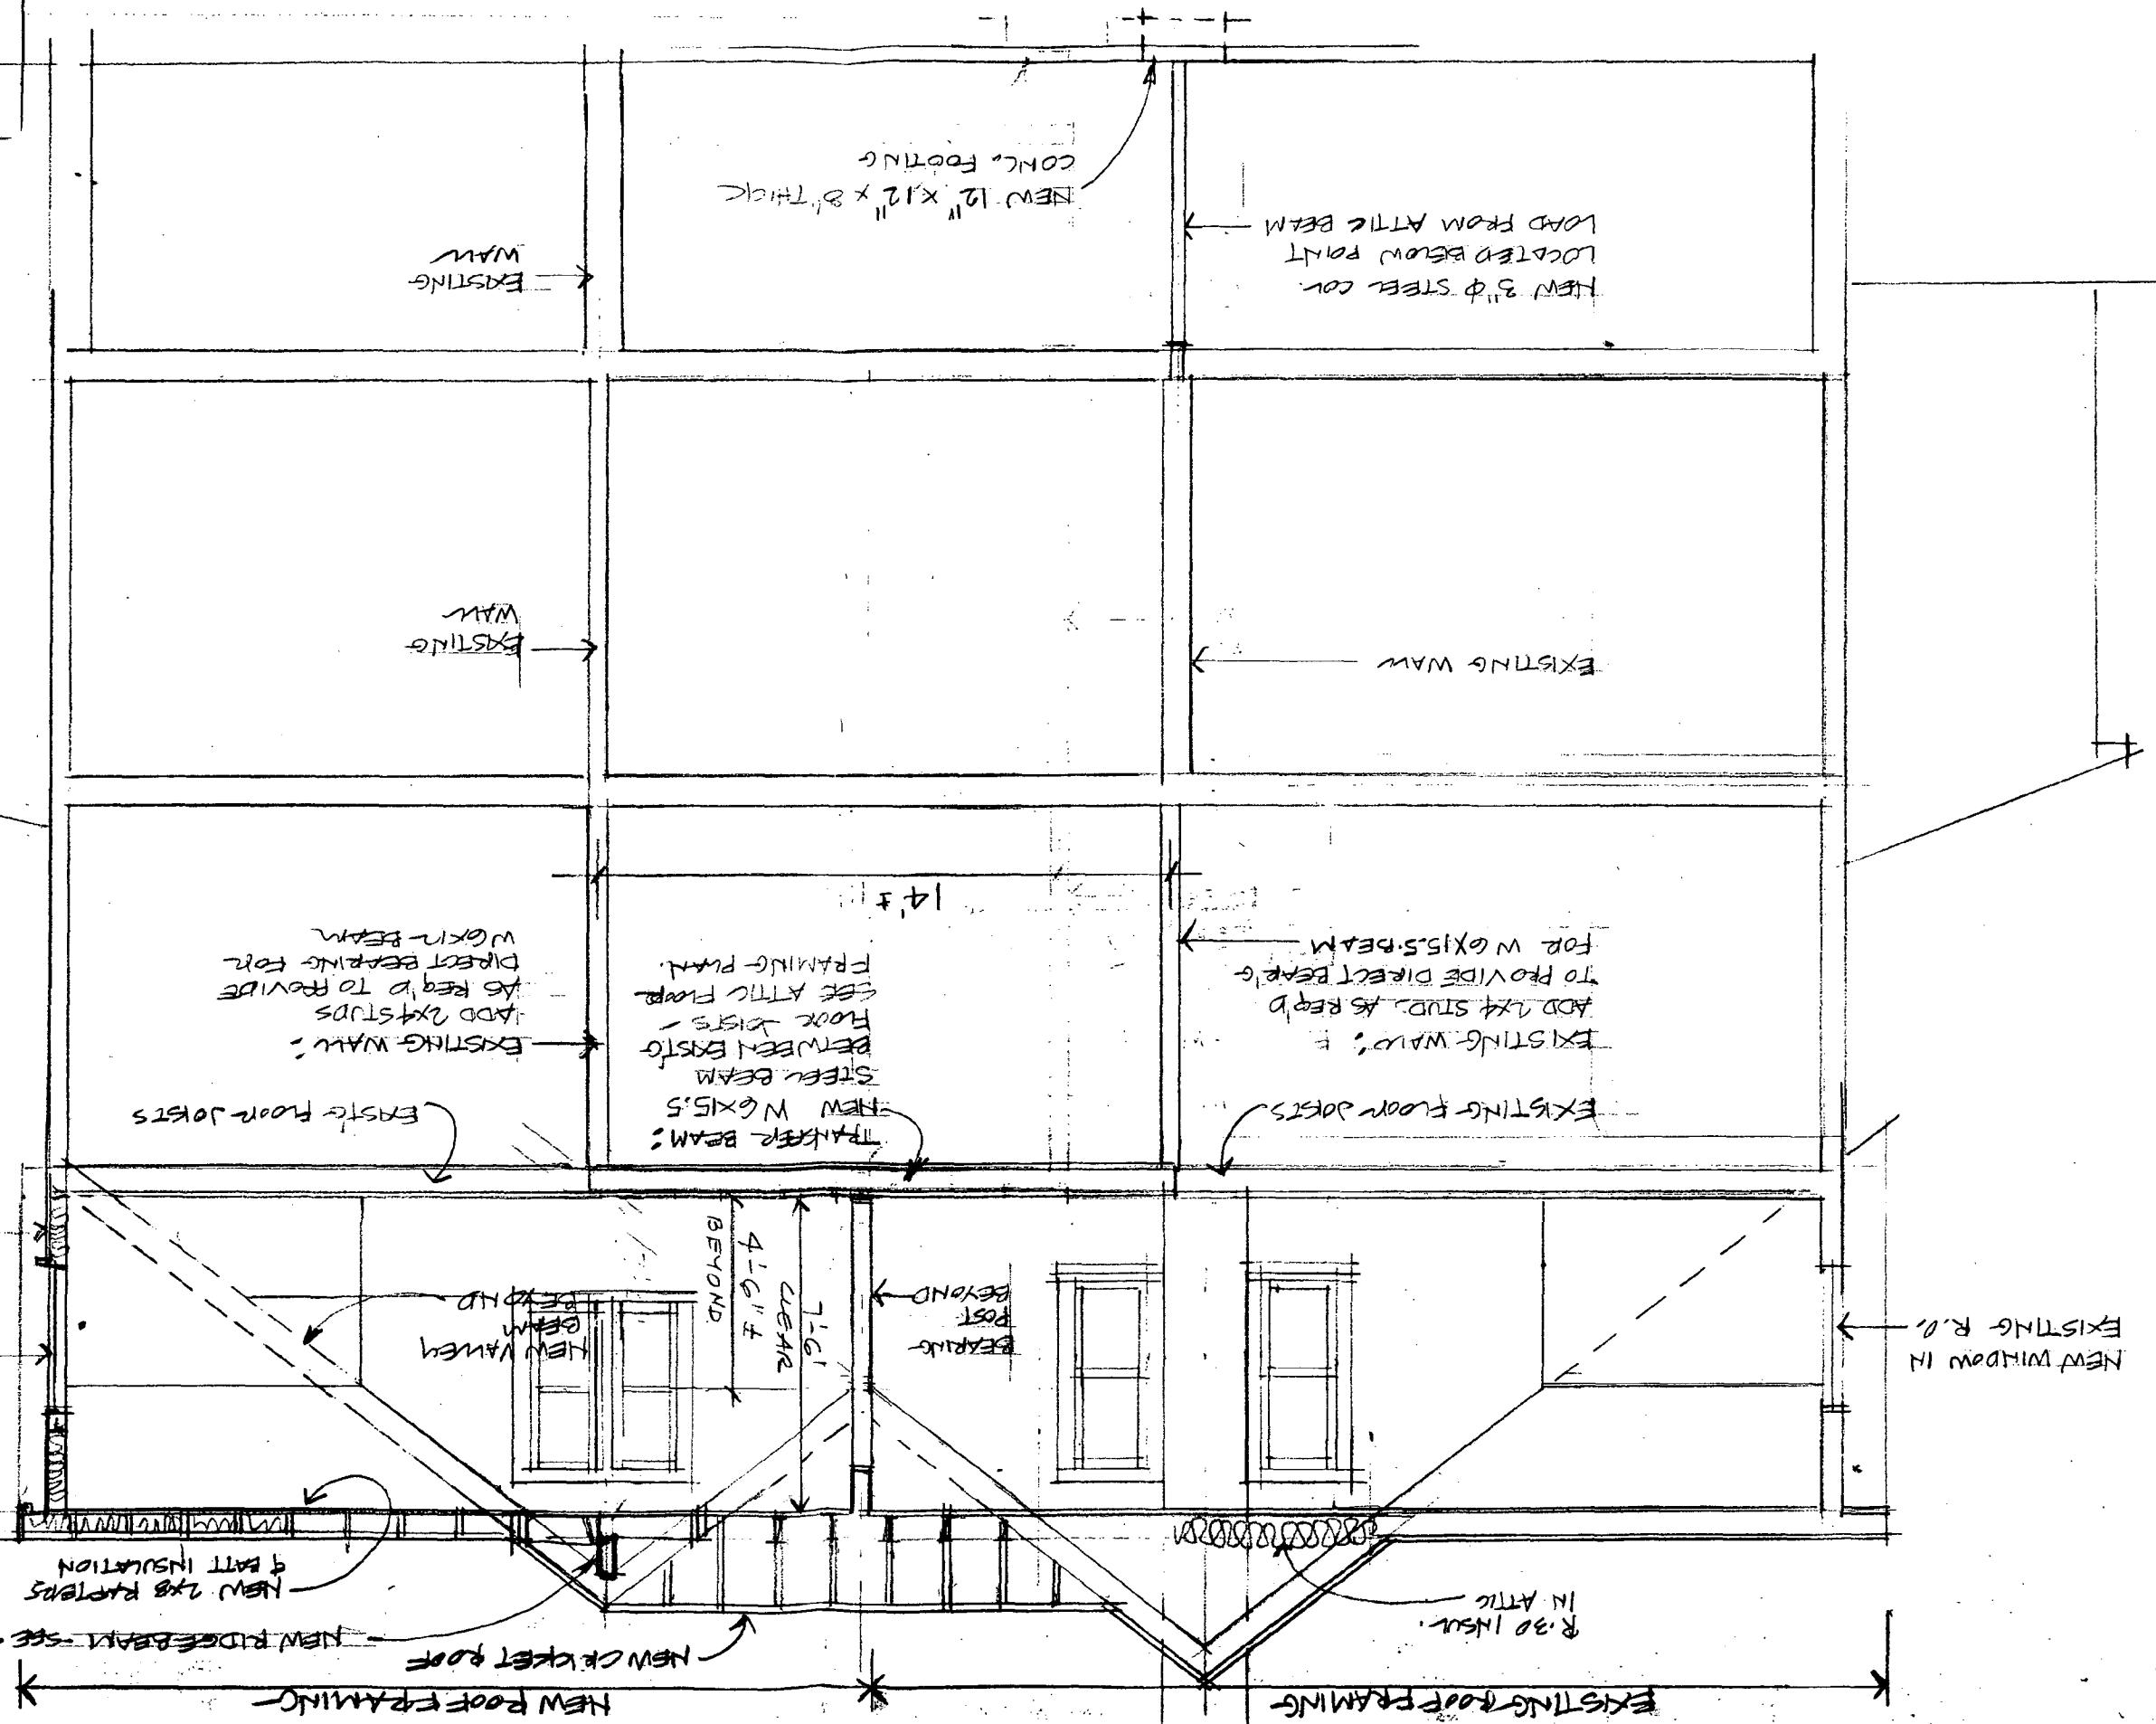 EXISTING ROOF FRAMING
NEW ROOF FRAMING
R.30 INSUL.
IN ATTIC
NEW CRICKET ROOF
NEW RIDGE BEAM - SEE
NEW 2X8 RAFTERS
& BATT INSULATION
NEW WINDOW IN
EXISTING R.O.
BEARING
POST
BEYOND
7'-6"
CLEAR
4'-6" ±
BEYOND
NEW VALLEY
BEAM
BEYOND
EXISTING FLOOR JOISTS
TRANSFER BEAM:
NEW W6X15.5
STEEL BEAM
BETWEEN EXIST'G
FLOOR JOISTS -
SEE ATTIC FLOOR
FRAMING PLAN.
EXIST'G FLOOR JOISTS
EXISTING WALL:
ADD 2X4 STUD. AS REQ'D
TO PROVIDE DIRECT BEAR'G
FOR W6X15.5 BEAM
EXISTING WALL:
ADD 2X4 STUDS
AS REQ'D TO PROVIDE
DIRECT BEARING FOR
W6X12 BEAM
14' ±
EXISTING WALL
EXISTING
WALL
NEW 3" Φ STEEL COL.
LOCATED BELOW POINT
LOAD FROM ATTIC BEAM
EXISTING
WALL
NEW 12" X 12" X 8" THICK
CONC. FOOTING